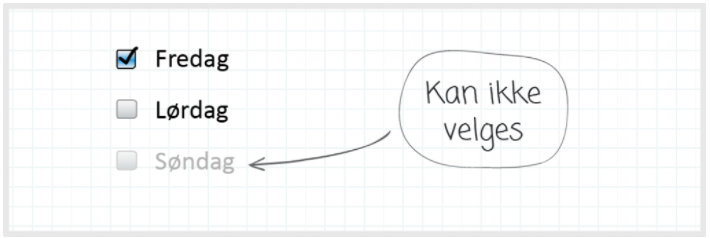 Fredag
Lørdag
Søndag
Kan ikke
velges